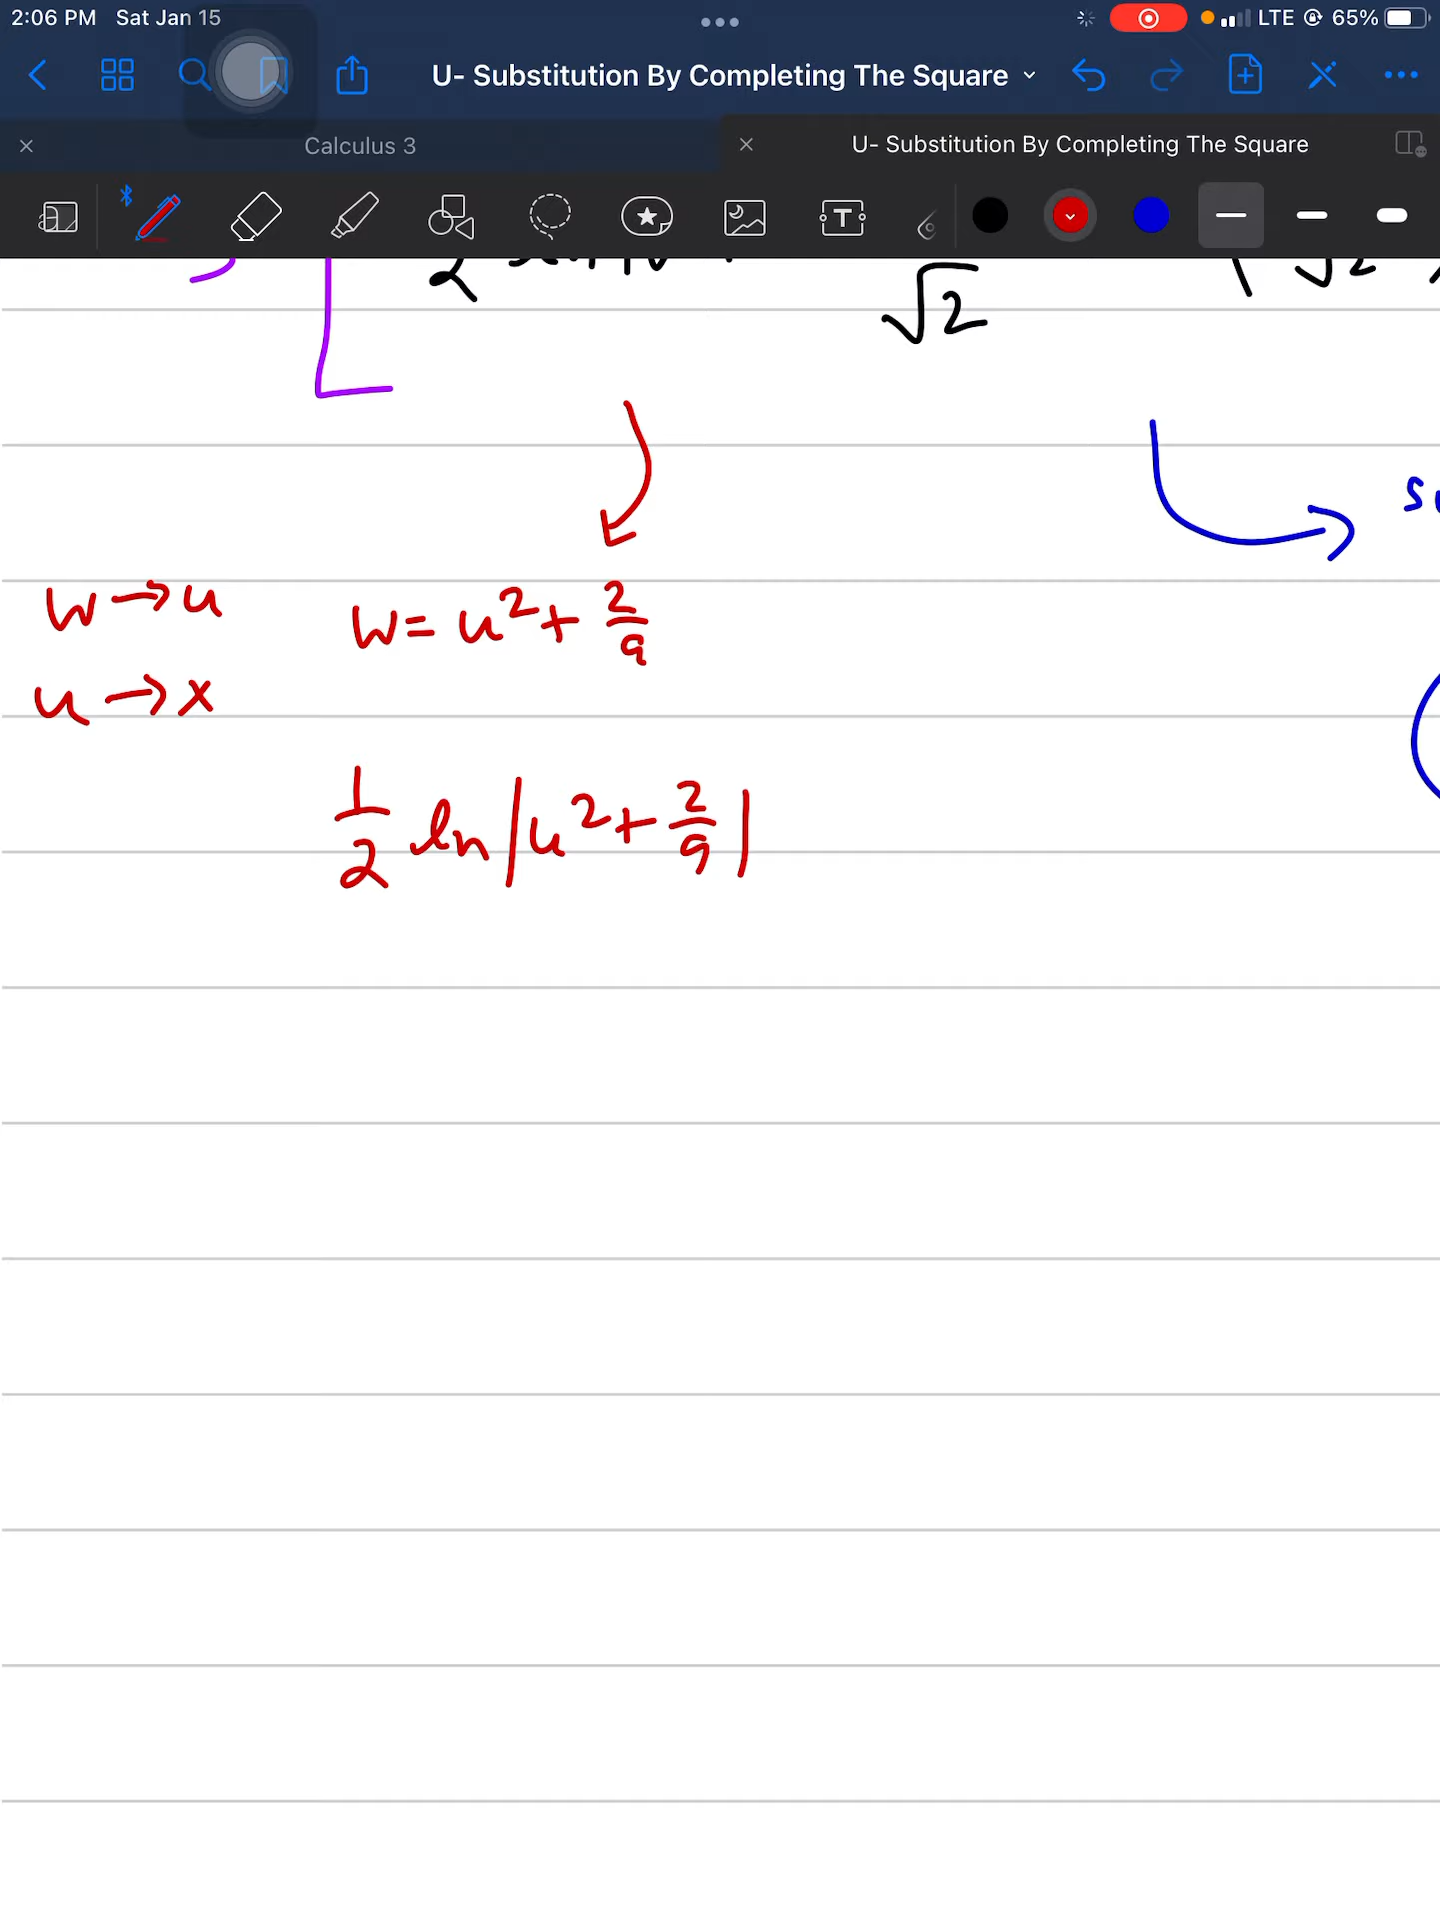 2:06 PM Sat Jan 15
LTE 65%
U- Substitution By Completing The Square
Calculus 3
U- Substitution By Completing The Square
√2
w → u
w = u² + 2/9
u → x
1/2 ln|u² + 2/9|